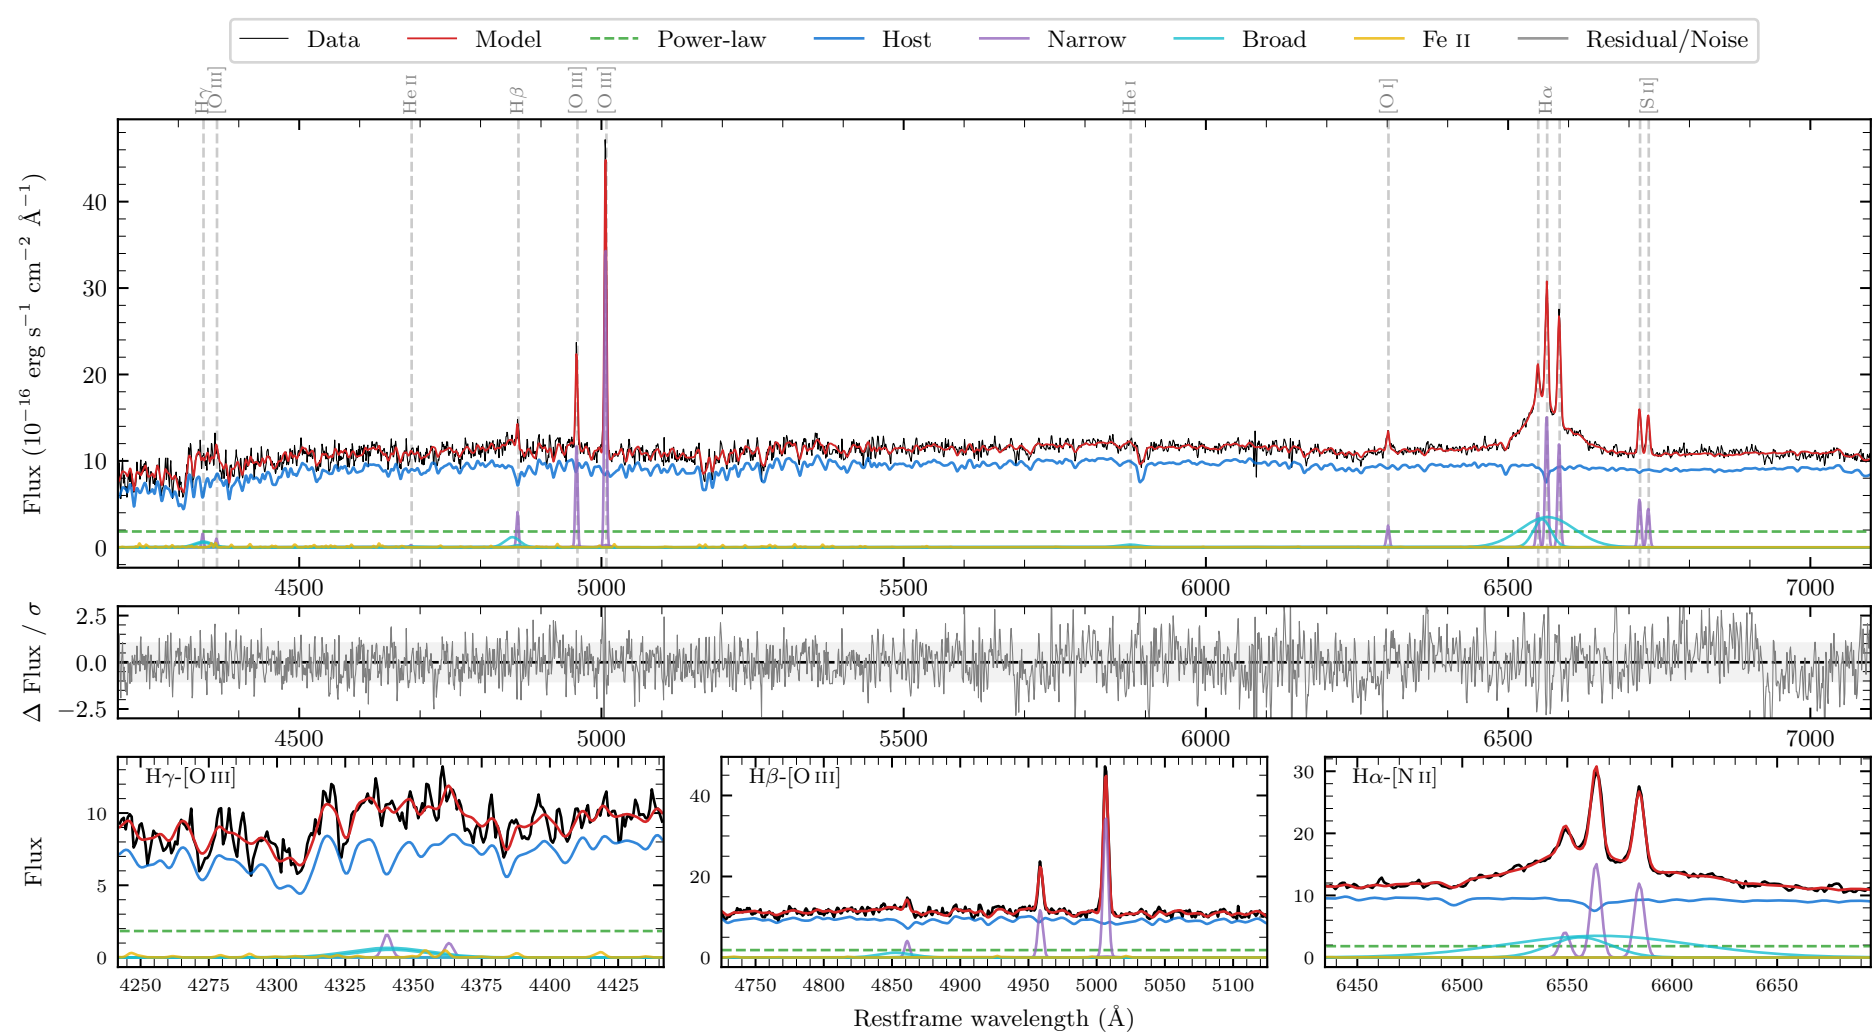 Data Model Power-law Host Narrow Broad Fe II Residual/Noise
Hγ [O III] He II Hβ [O III] [O III] He I [O I] Hα [S II]
Flux (10⁻¹⁶ erg s⁻¹ cm⁻² Å⁻¹)
40
30
20
10
0
4500 5000 5500 6000 6500 7000
Δ Flux / σ
2.5
0.0
−2.5
4500 5000 5500 6000 6500 7000
Flux
Hγ-[O III]
10
5
0
4250 4275 4300 4325 4350 4375 4400 4425
Hβ-[O III]
40
20
0
4750 4800 4850 4900 4950 5000 5050 5100
Hα-[N II]
30
20
10
0
6450 6500 6550 6600 6650
Restframe wavelength (Å)